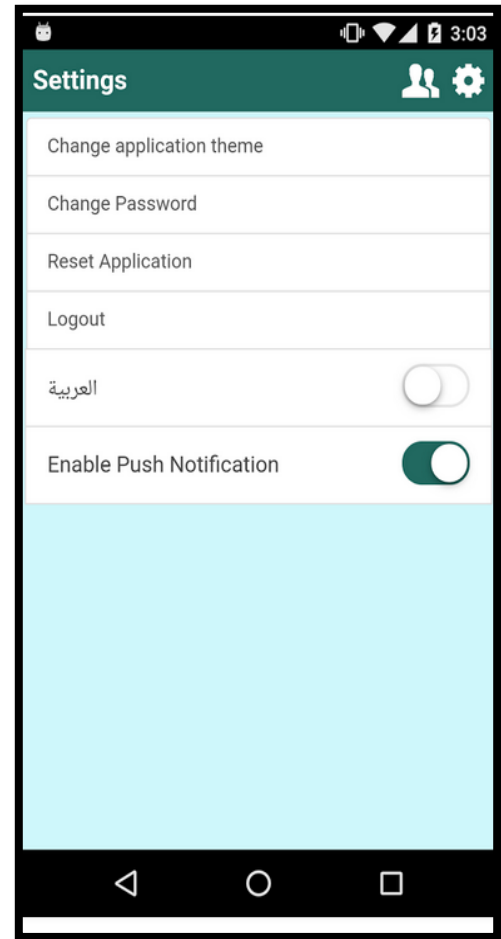 3:03
Settings
Change application theme
Change Password
Reset Application
Logout
العربية
Enable Push Notification